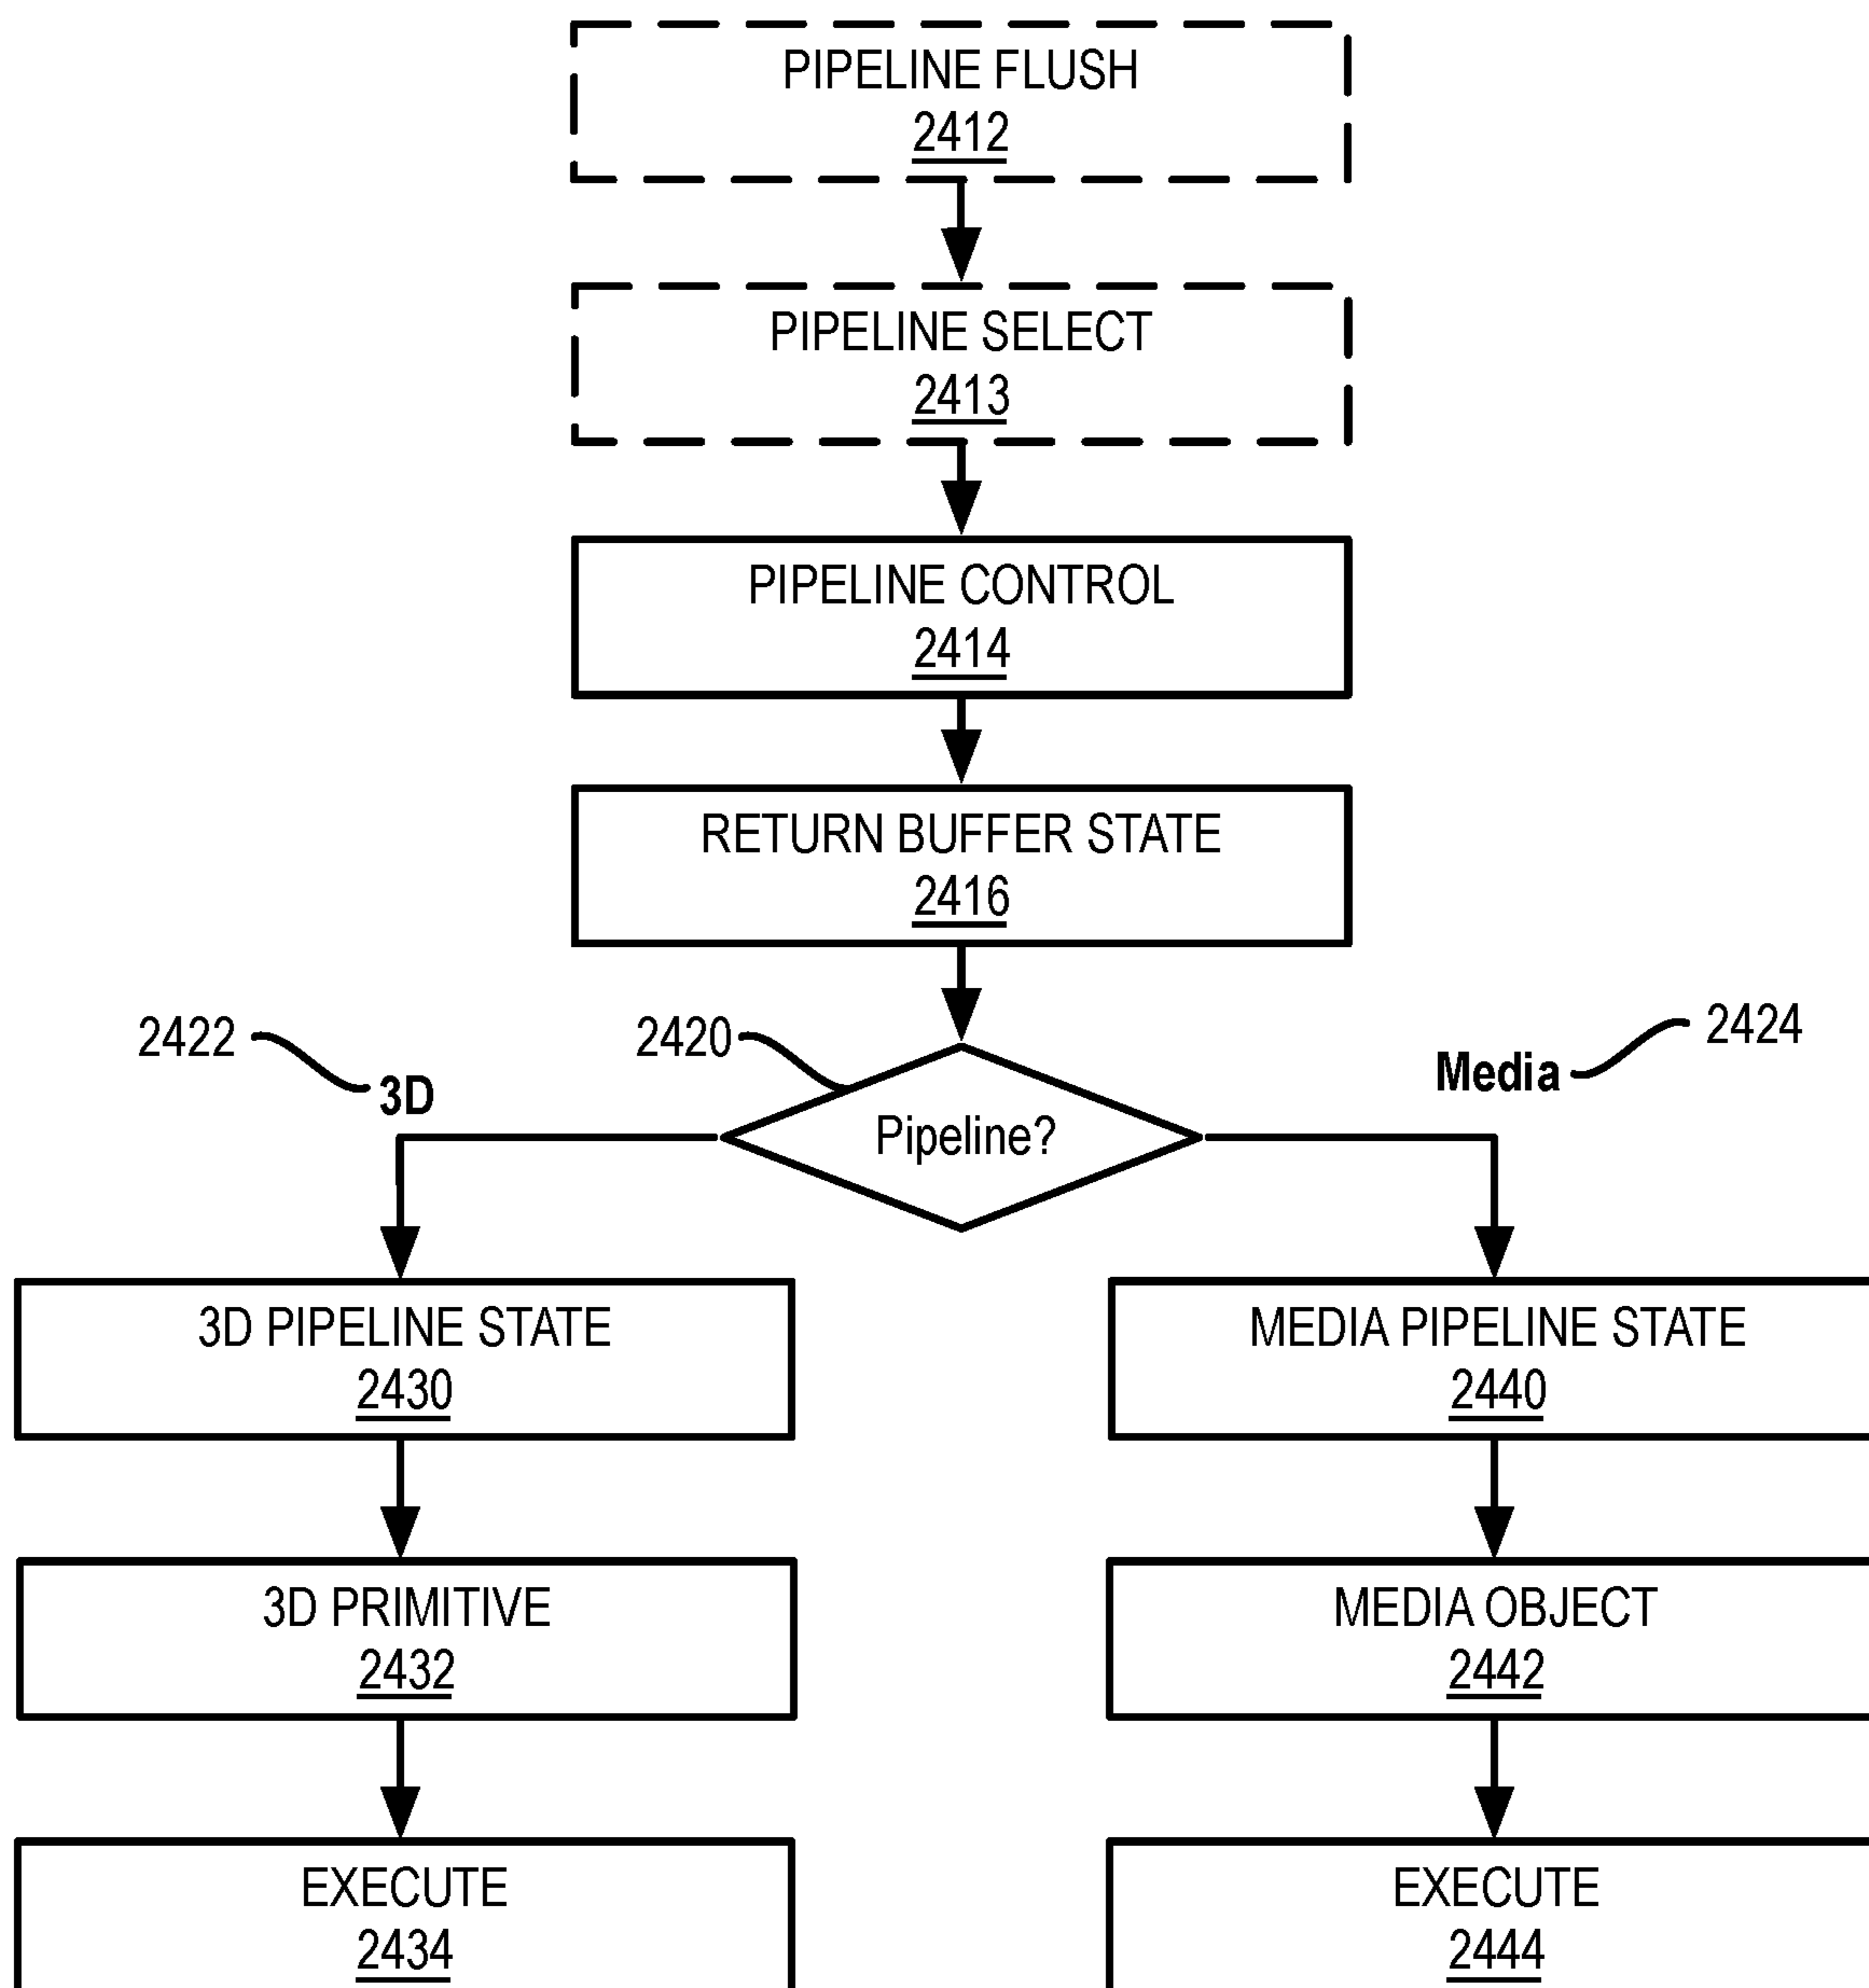 PIPELINE FLUSH
2412
PIPELINE SELECT
2413
PIPELINE CONTROL
2414
RETURN BUFFER STATE
2416
2422
3D
2420
Pipeline?
Media
2424
3D PIPELINE STATE
2430
MEDIA PIPELINE STATE
2440
3D PRIMITIVE
2432
MEDIA OBJECT
2442
EXECUTE
2434
EXECUTE
2444